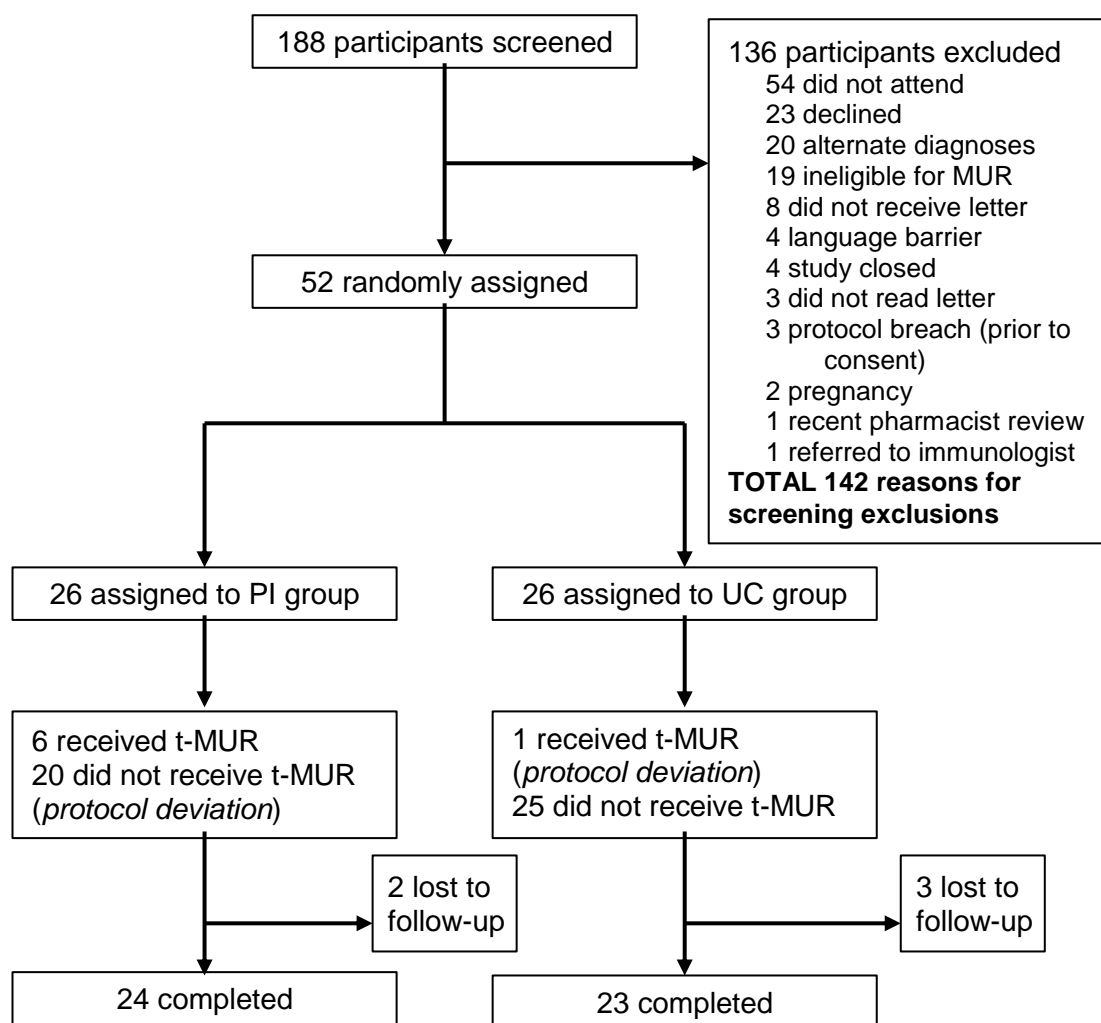 188 participants screened
136 participants excluded
54 did not attend
23 declined
20 alternate diagnoses
19 ineligible for MUR
8 did not receive letter
4 language barrier
4 study closed
3 did not read letter
3 protocol breach (prior to
consent)
2 pregnancy
1 recent pharmacist review
1 referred to immunologist
TOTAL 142 reasons for
screening exclusions
52 randomly assigned
26 assigned to PI group
26 assigned to UC group
6 received t-MUR
20 did not receive t-MUR
(protocol deviation)
1 received t-MUR
(protocol deviation)
25 did not receive t-MUR
2 lost to
follow-up
3 lost to
follow-up
24 completed
23 completed